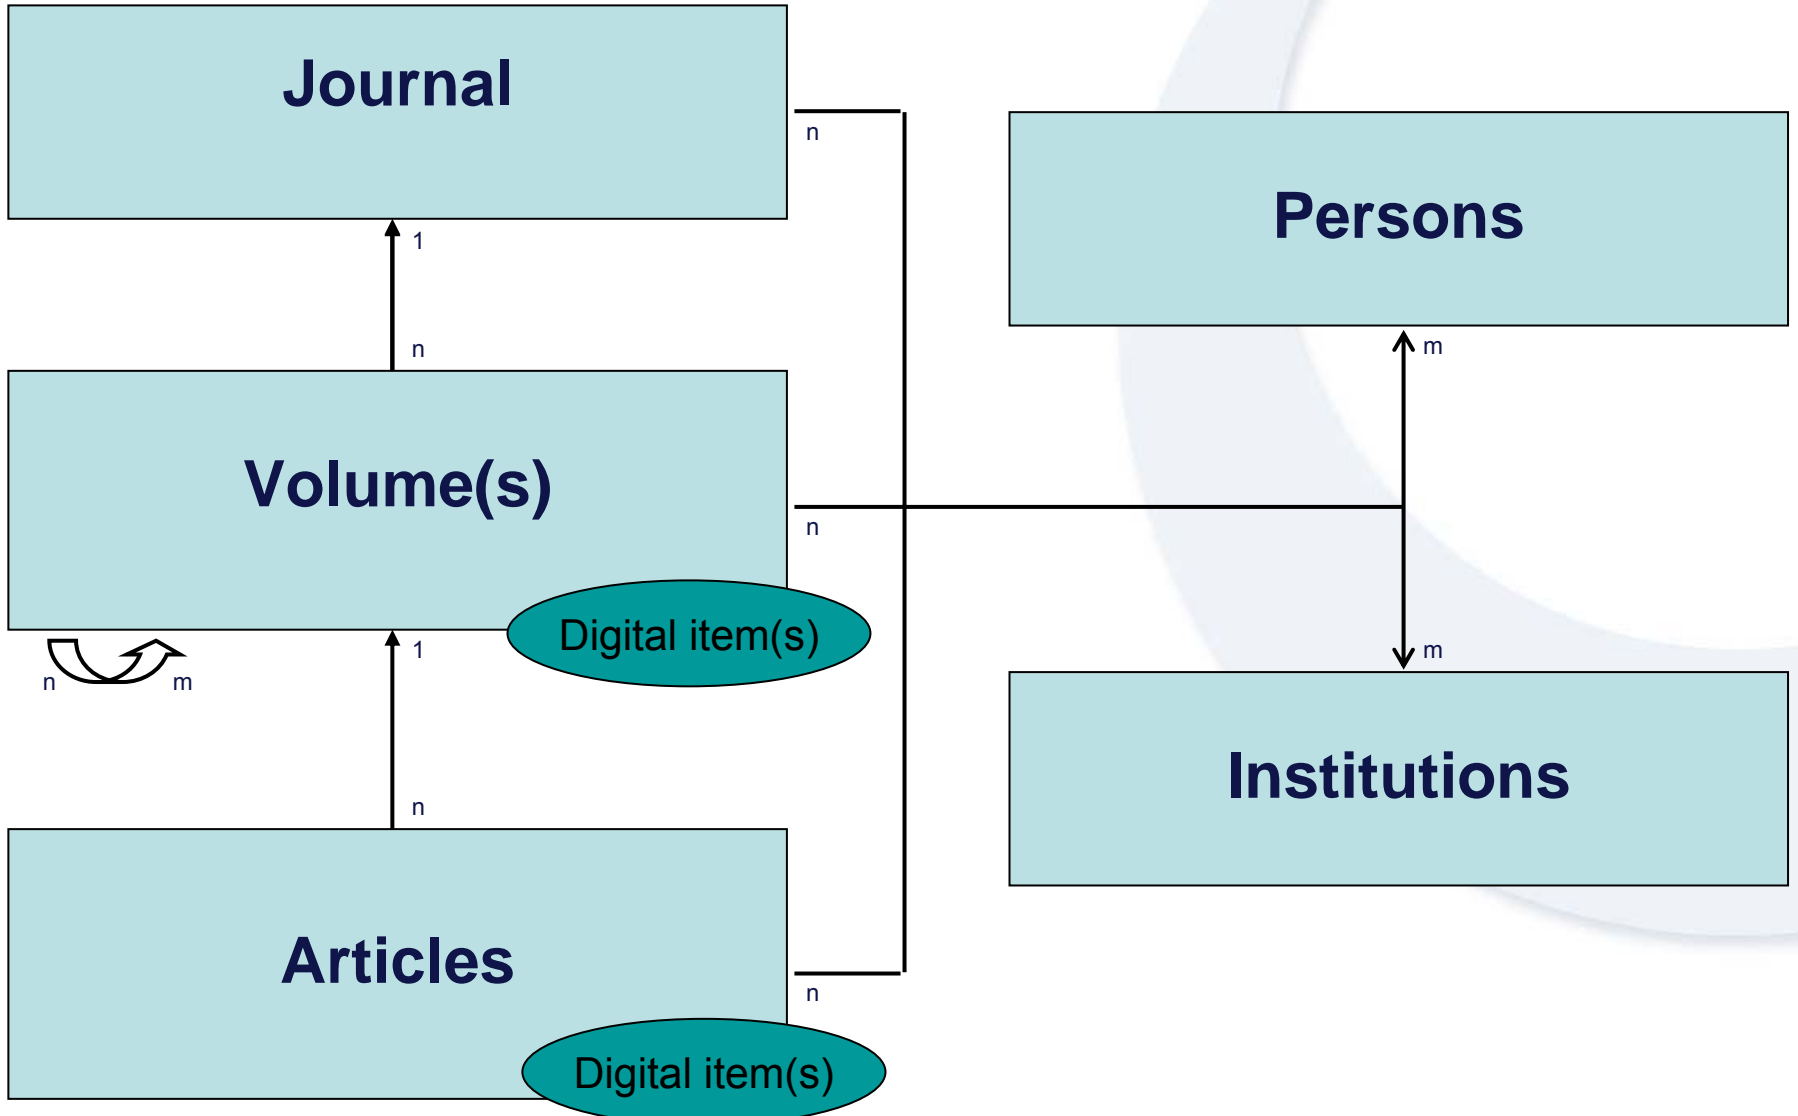 Journal
n
Persons
1
n
m
Volume(s)
n
Digital item(s)
n
m
1
m
Institutions
n
Articles
n
Digital item(s)